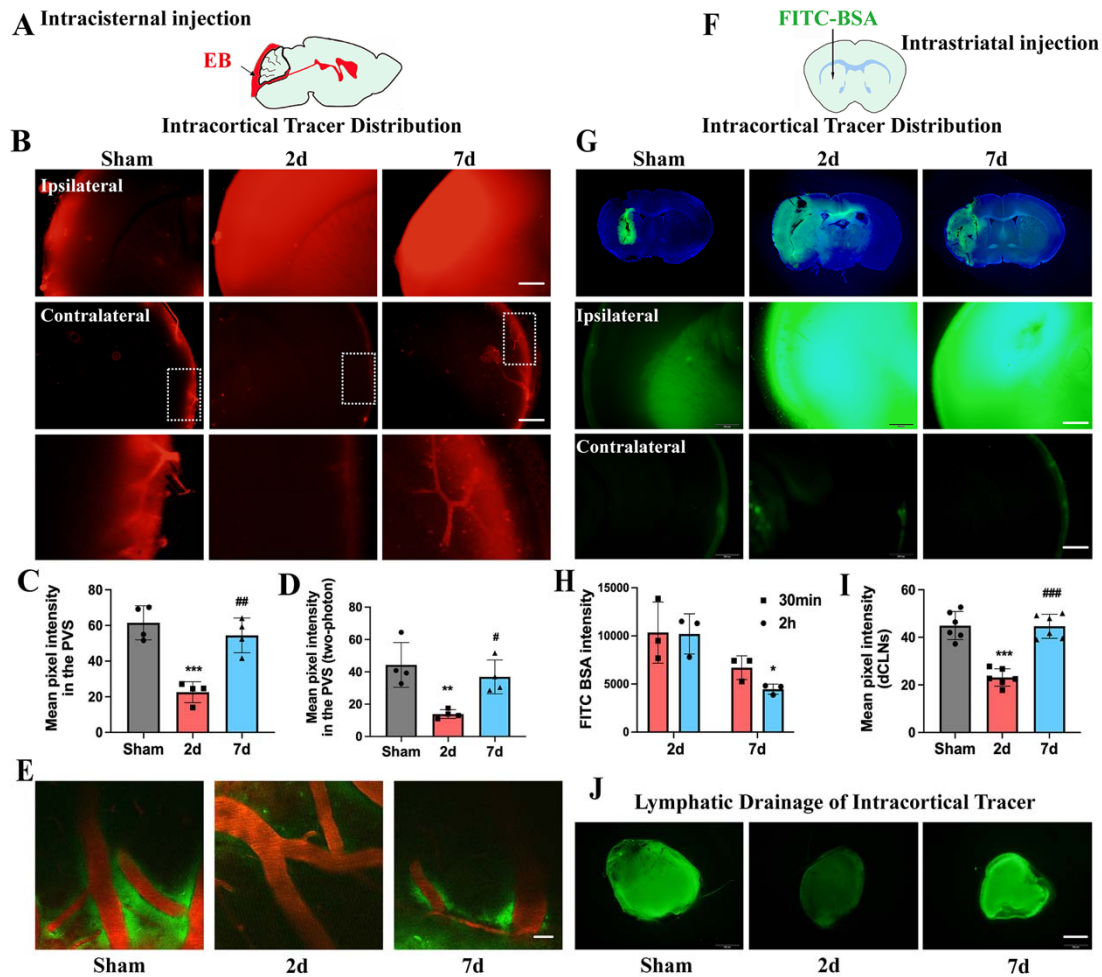 A
Intracisternal injection
EB
Intracortical Tracer Distribution
B
Sham
2d
7d
Ipsilateral
Contralateral
C
Mean pixel intensity
in the PVS
80
60
40
20
0
***
##
Sham
2d
7d
D
Mean pixel intensity
in the PVS (two-photon)
80
60
40
20
0
**
#
Sham
2d
7d
E
Sham
2d
7d
F
FITC-BSA
Intrastriatal injection
Intracortical Tracer Distribution
G
Sham
2d
7d
Ipsilateral
Contralateral
H
FITC BSA intensity
15000
10000
5000
0
30min
2h
*
2d
7d
I
Mean pixel intensity
(dCLNs)
60
40
20
0
***
###
Sham
2d
7d
J
Lymphatic Drainage of Intracortical Tracer
Sham
2d
7d